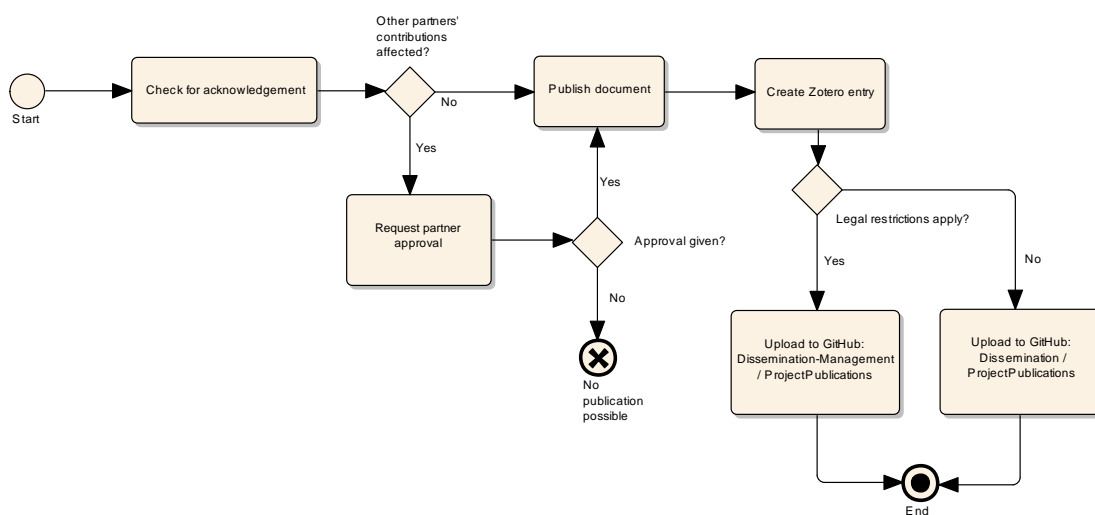 Other partners'
contributions
affected?
Start
Check for acknowledgement
No
Publish document
Create Zotero entry
Yes
Request partner
approval
Yes
Approval given?
No
No
publication
possible
Legal restrictions apply?
Yes
No
Upload to GitHub:
Dissemination-Management
/ ProjectPublications
Upload to GitHub:
Dissemination /
ProjectPublications
End